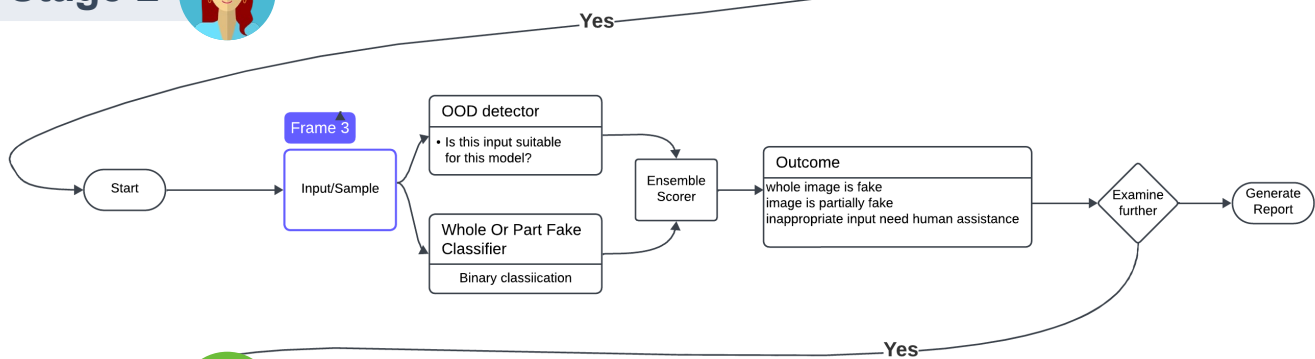 Yes
Frame 3
OOD detector
• Is this input suitable
for this model?
Start
Input/Sample
Ensemble
Scorer
Whole Or Part Fake
Classifier
Binary classiication
Outcome
whole image is fake
image is partially fake
inappropriate input need human assistance
Examine
further
Generate
Report
Yes